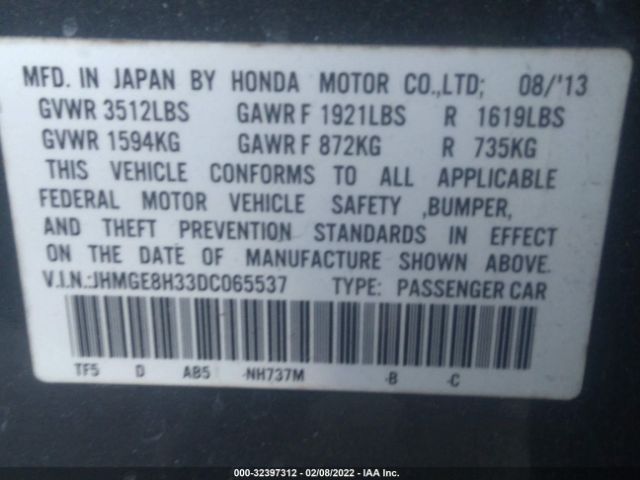 MFD. IN JAPAN BY HONDA MOTOR CO.,LTD; 08/'13
GVWR 3512LBS GAWR F 1921LBS R 1619LBS
GVWR 1594KG GAWR F 872KG R 735KG
THIS VEHICLE CONFORMS TO ALL APPLICABLE
FEDERAL MOTOR VEHICLE SAFETY ,BUMPER,
AND THEFT PREVENTION STANDARDS IN EFFECT
ON THE DATE OF MANUFACTURE SHOWN ABOVE.
V.I.N.:JHMGE8H33DC065537 TYPE: PASSENGER CAR
TF5 D AB5 -NH737M -B -C
000-32397312 - 02/08/2022 - IAAI.COM